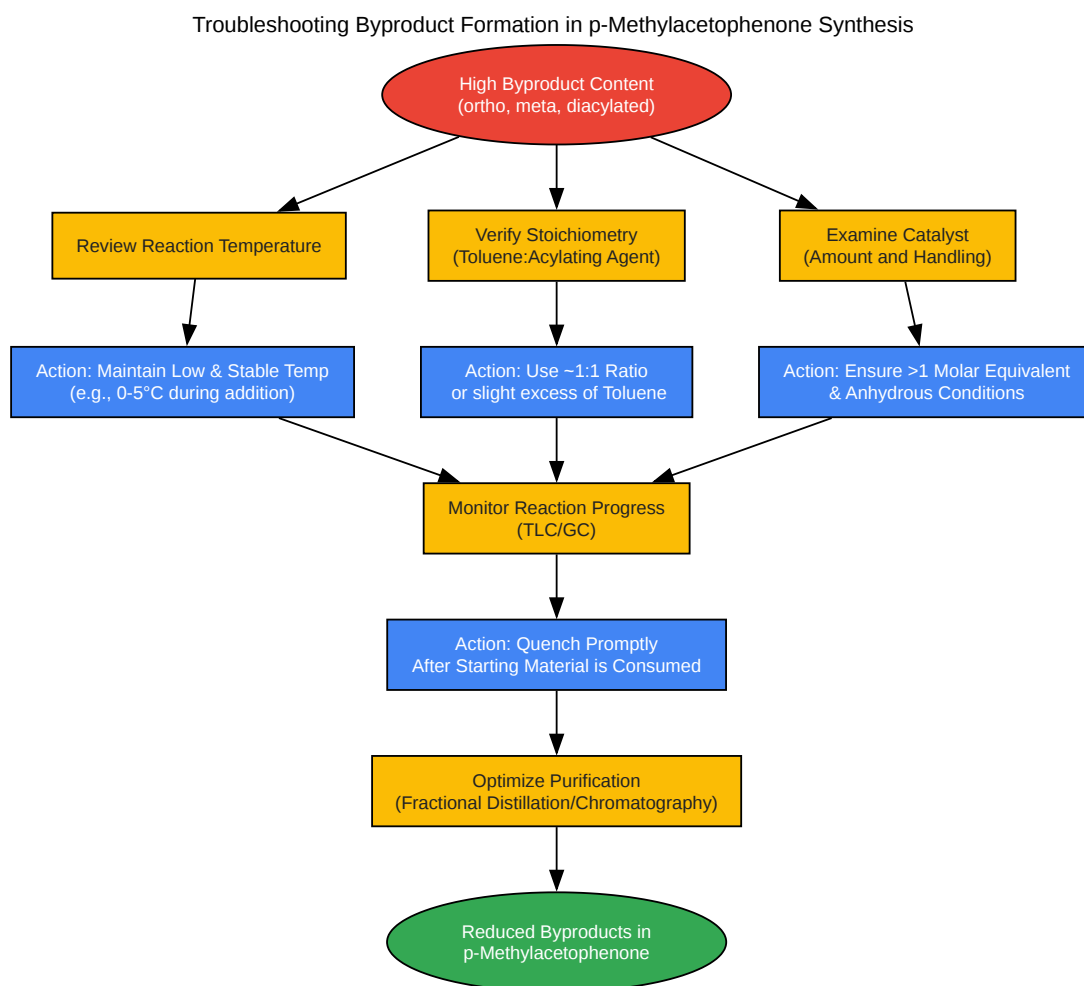 Troubleshooting Byproduct Formation in p-Methylacetophenone Synthesis
High Byproduct Content
(ortho, meta, diacylated)
Review Reaction Temperature
Verify Stoichiometry
(Toluene:Acylating Agent)
Examine Catalyst
(Amount and Handling)
Action: Maintain Low & Stable Temp
(e.g., 0-5°C during addition)
Action: Use ~1:1 Ratio
or slight excess of Toluene
Action: Ensure >1 Molar Equivalent
& Anhydrous Conditions
Monitor Reaction Progress
(TLC/GC)
Action: Quench Promptly
After Starting Material is Consumed
Optimize Purification
(Fractional Distillation/Chromatography)
Reduced Byproducts in
p-Methylacetophenone